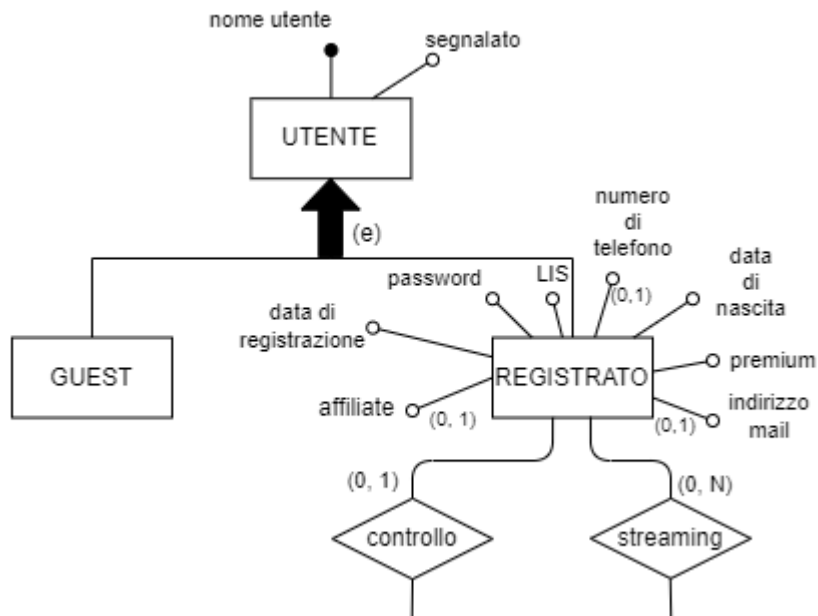 nome utente
segnalato
UTENTE
(e)
numero
di
telefono
(0,1)
data
di
nascita
password
LIS
data di
registrazione
GUEST
REGISTRATO
premium
affiliate
(0, 1)
(0,1)
indirizzo
mail
(0, 1)
(0, N)
controllo
streaming